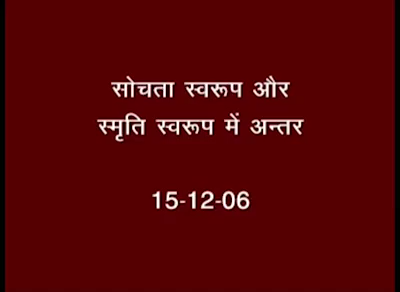 सोचता स्वरूप और
स्मृति स्वरूप में अन्तर
15-12-06